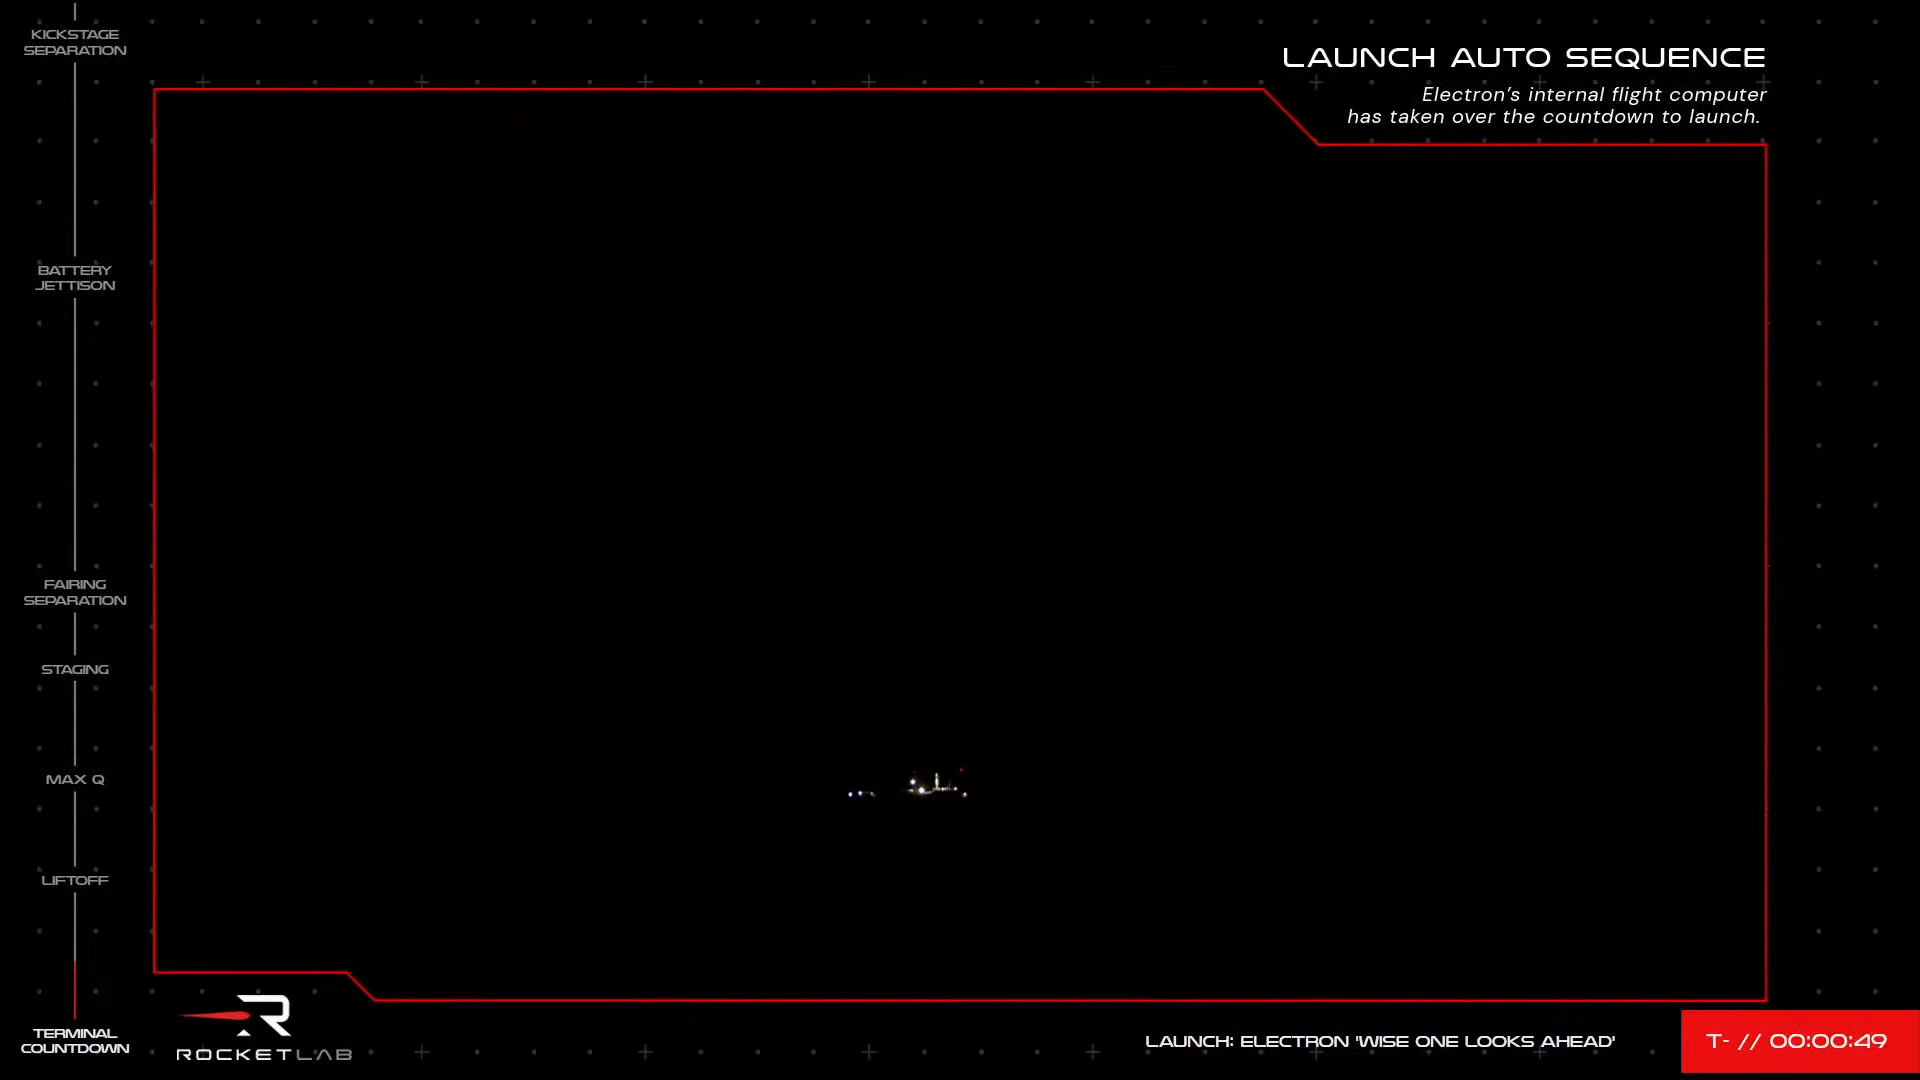 KICKSTAGE
SEPARATION
LAUNCH AUTO SEQUENCE
Electron's internal flight computer
has taken over the countdown to launch.
BATTERY
JETTISON
FAIRING
SEPARATION
STAGING
MAX Q
LIFTOFF
TERMINAL
COUNTDOWN
ROCKETLAB
LAUNCH: ELECTRON 'WISE ONE LOOKS AHEAD'
T- // 00:00:49